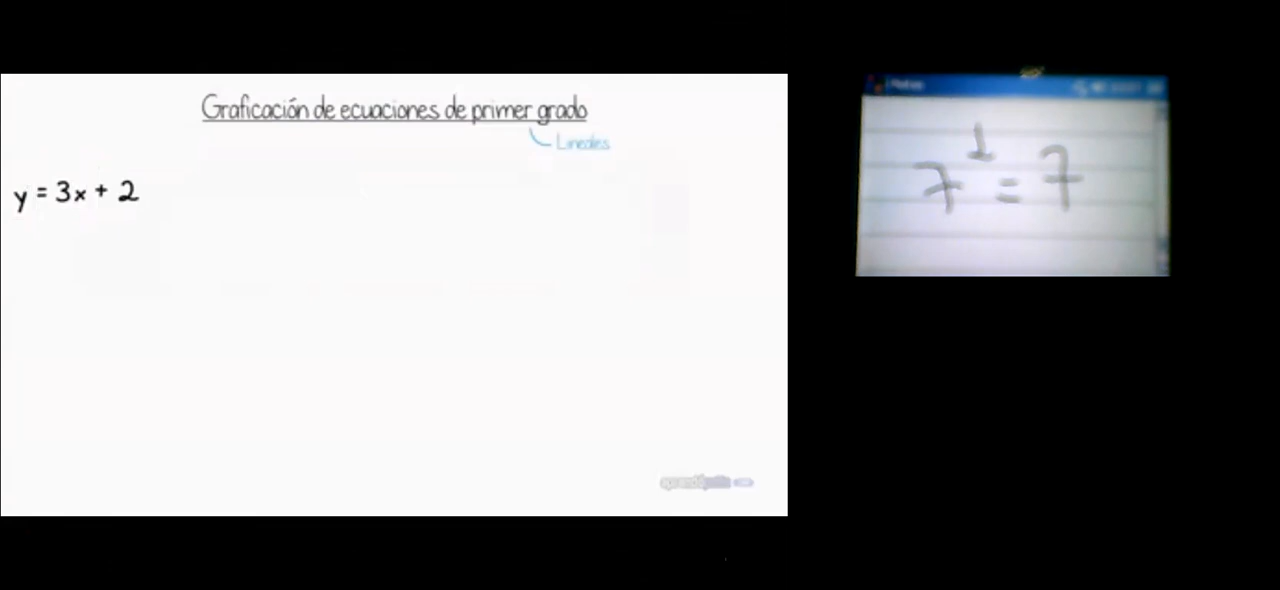 Graficación de ecuaciones de primer grado
Lineales
y = 3x + 2
7¹ = 7